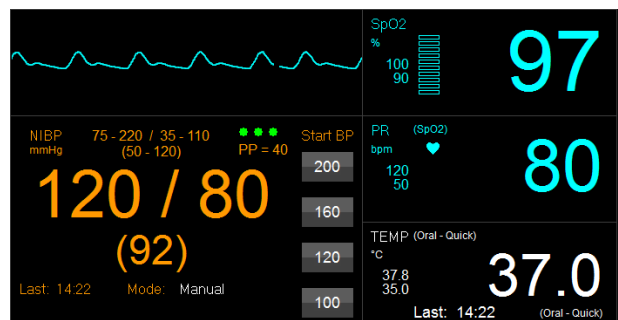 SpO2
%
100
90
97
NIBP
mmHg
75 - 220 / 35 - 110
(50 - 120)
PP = 40
Start BP
120 / 80
(92)
200
160
120
100
Last: 14:22
Mode: Manual
PR (SpO2)
bpm
120
50
80
TEMP (Oral - Quick)
°C
37.8
35.0
37.0
Last: 14:22 (Oral - Quick)